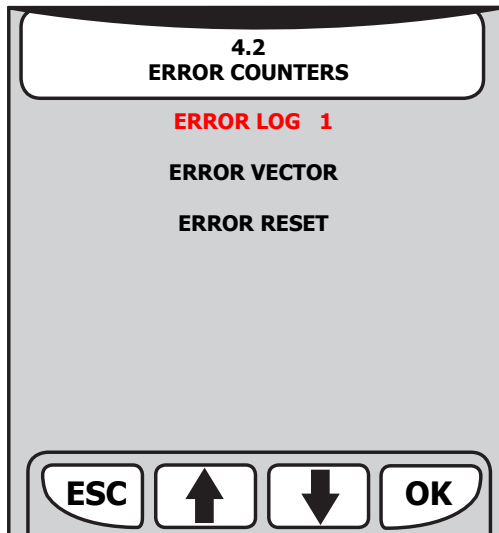 4.2
ERROR COUNTERS
ERROR LOG 1
ERROR VECTOR
ERROR RESET
ESC OK